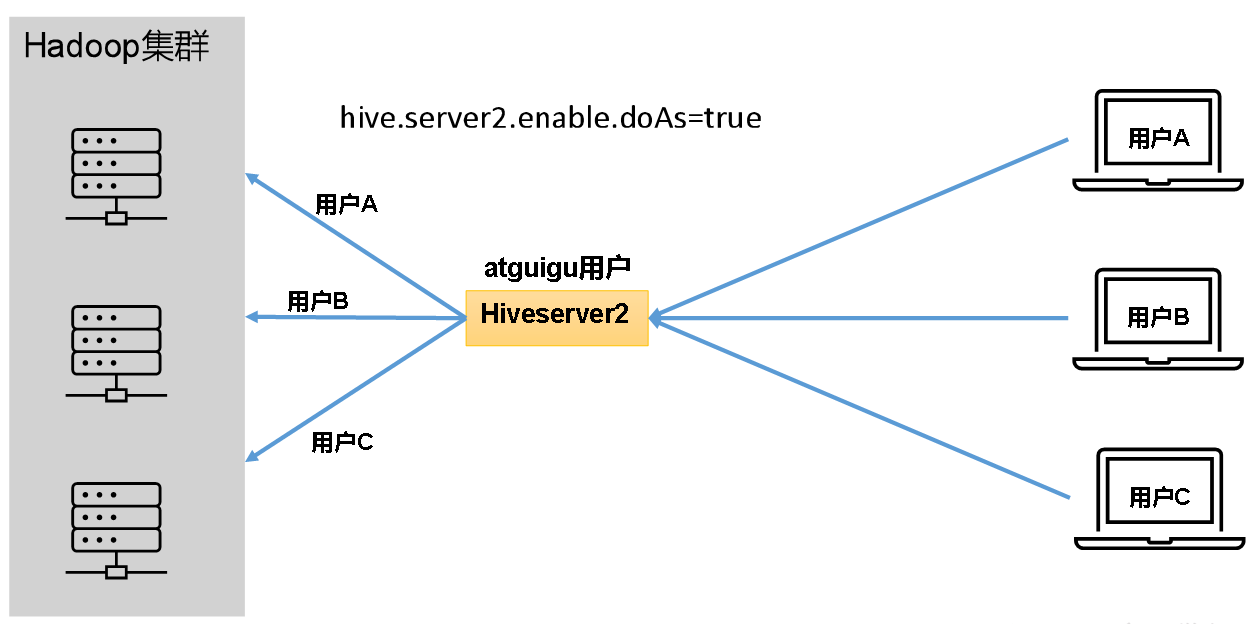 Hadoop集群
hive.server2.enable.doAs=true
用户A
用户A
atguigu用户
用户B
Hiveserver2
用户B
用户C
用户C